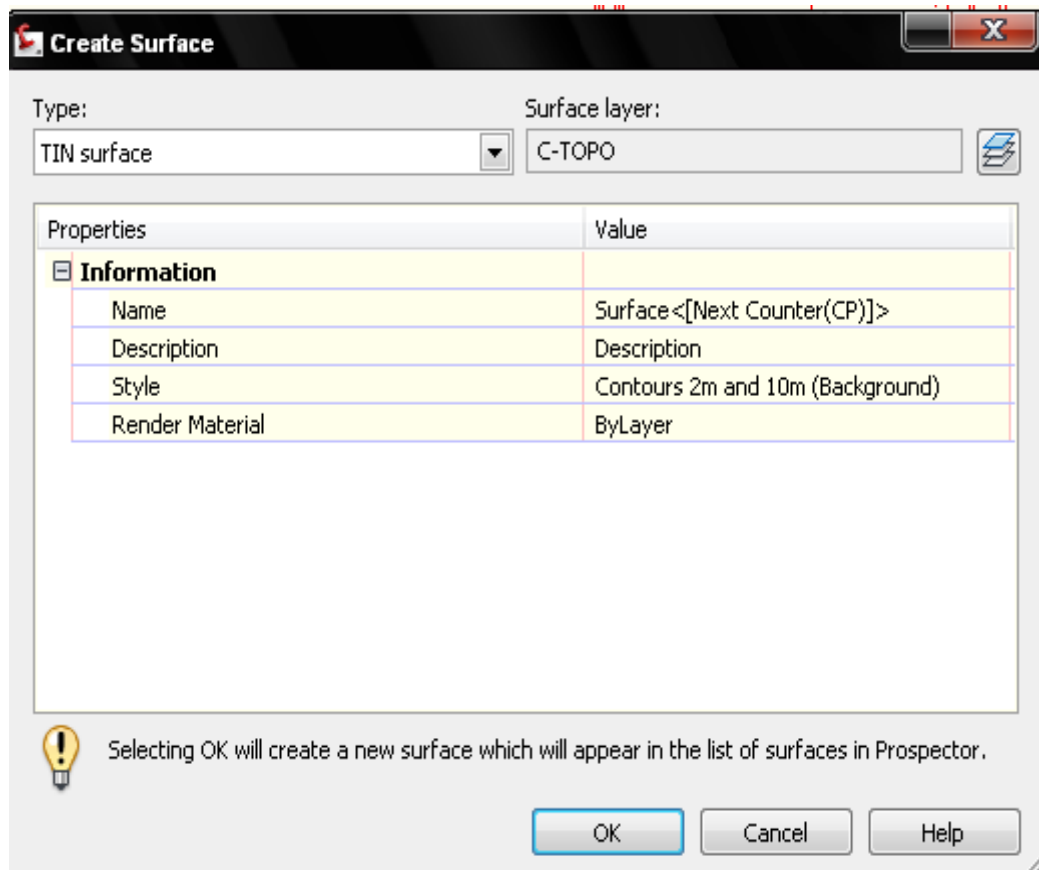 Create Surface
Type:
Surface layer:
TIN surface
C-TOPO
Properties
Value
Information
Name
Surface<[Next Counter(CP)]>
Description
Description
Style
Contours 2m and 10m (Background)
Render Material
ByLayer
Selecting OK will create a new surface which will appear in the list of surfaces in Prospector.
OK
Cancel
Help